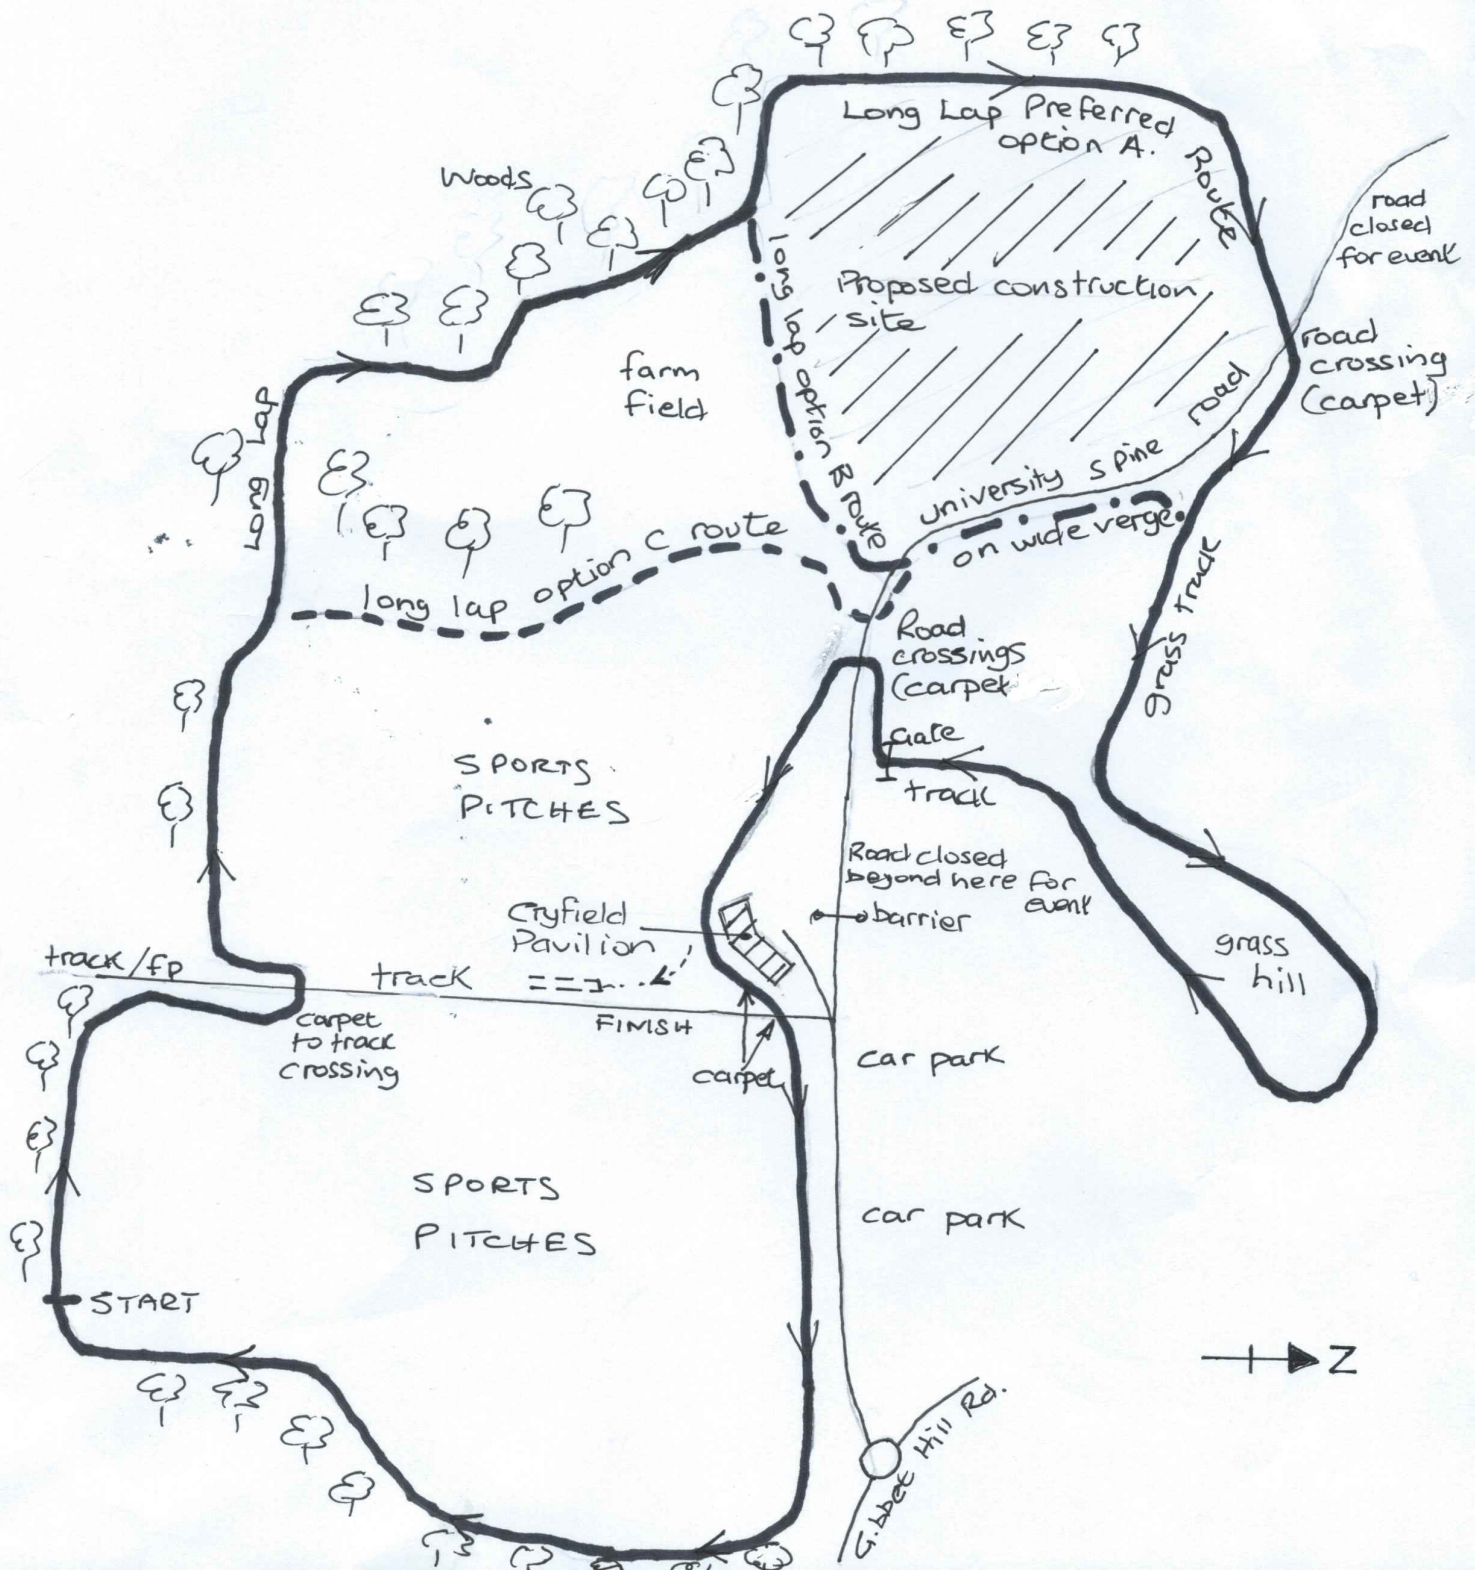 Long Lap Preferred
option A.
Route
Woods
road
closed
for event
long lap option B route
Proposed construction
site
road
crossing
(carpet)
farm
field
Long Lap
university spine road
on wide verge
long lap option C route
grass track
Road
crossings
(carpet
Gate
track
SPORTS
PITCHES
Road closed
beyond here for
event
barrier
Cryfield
Pavilion
grass
hill
track/fp
track
FINISH
carpet
to track
crossing
carpet
car park
SPORTS
PITCHES
car park
START
N
Gibbet Hill Rd.